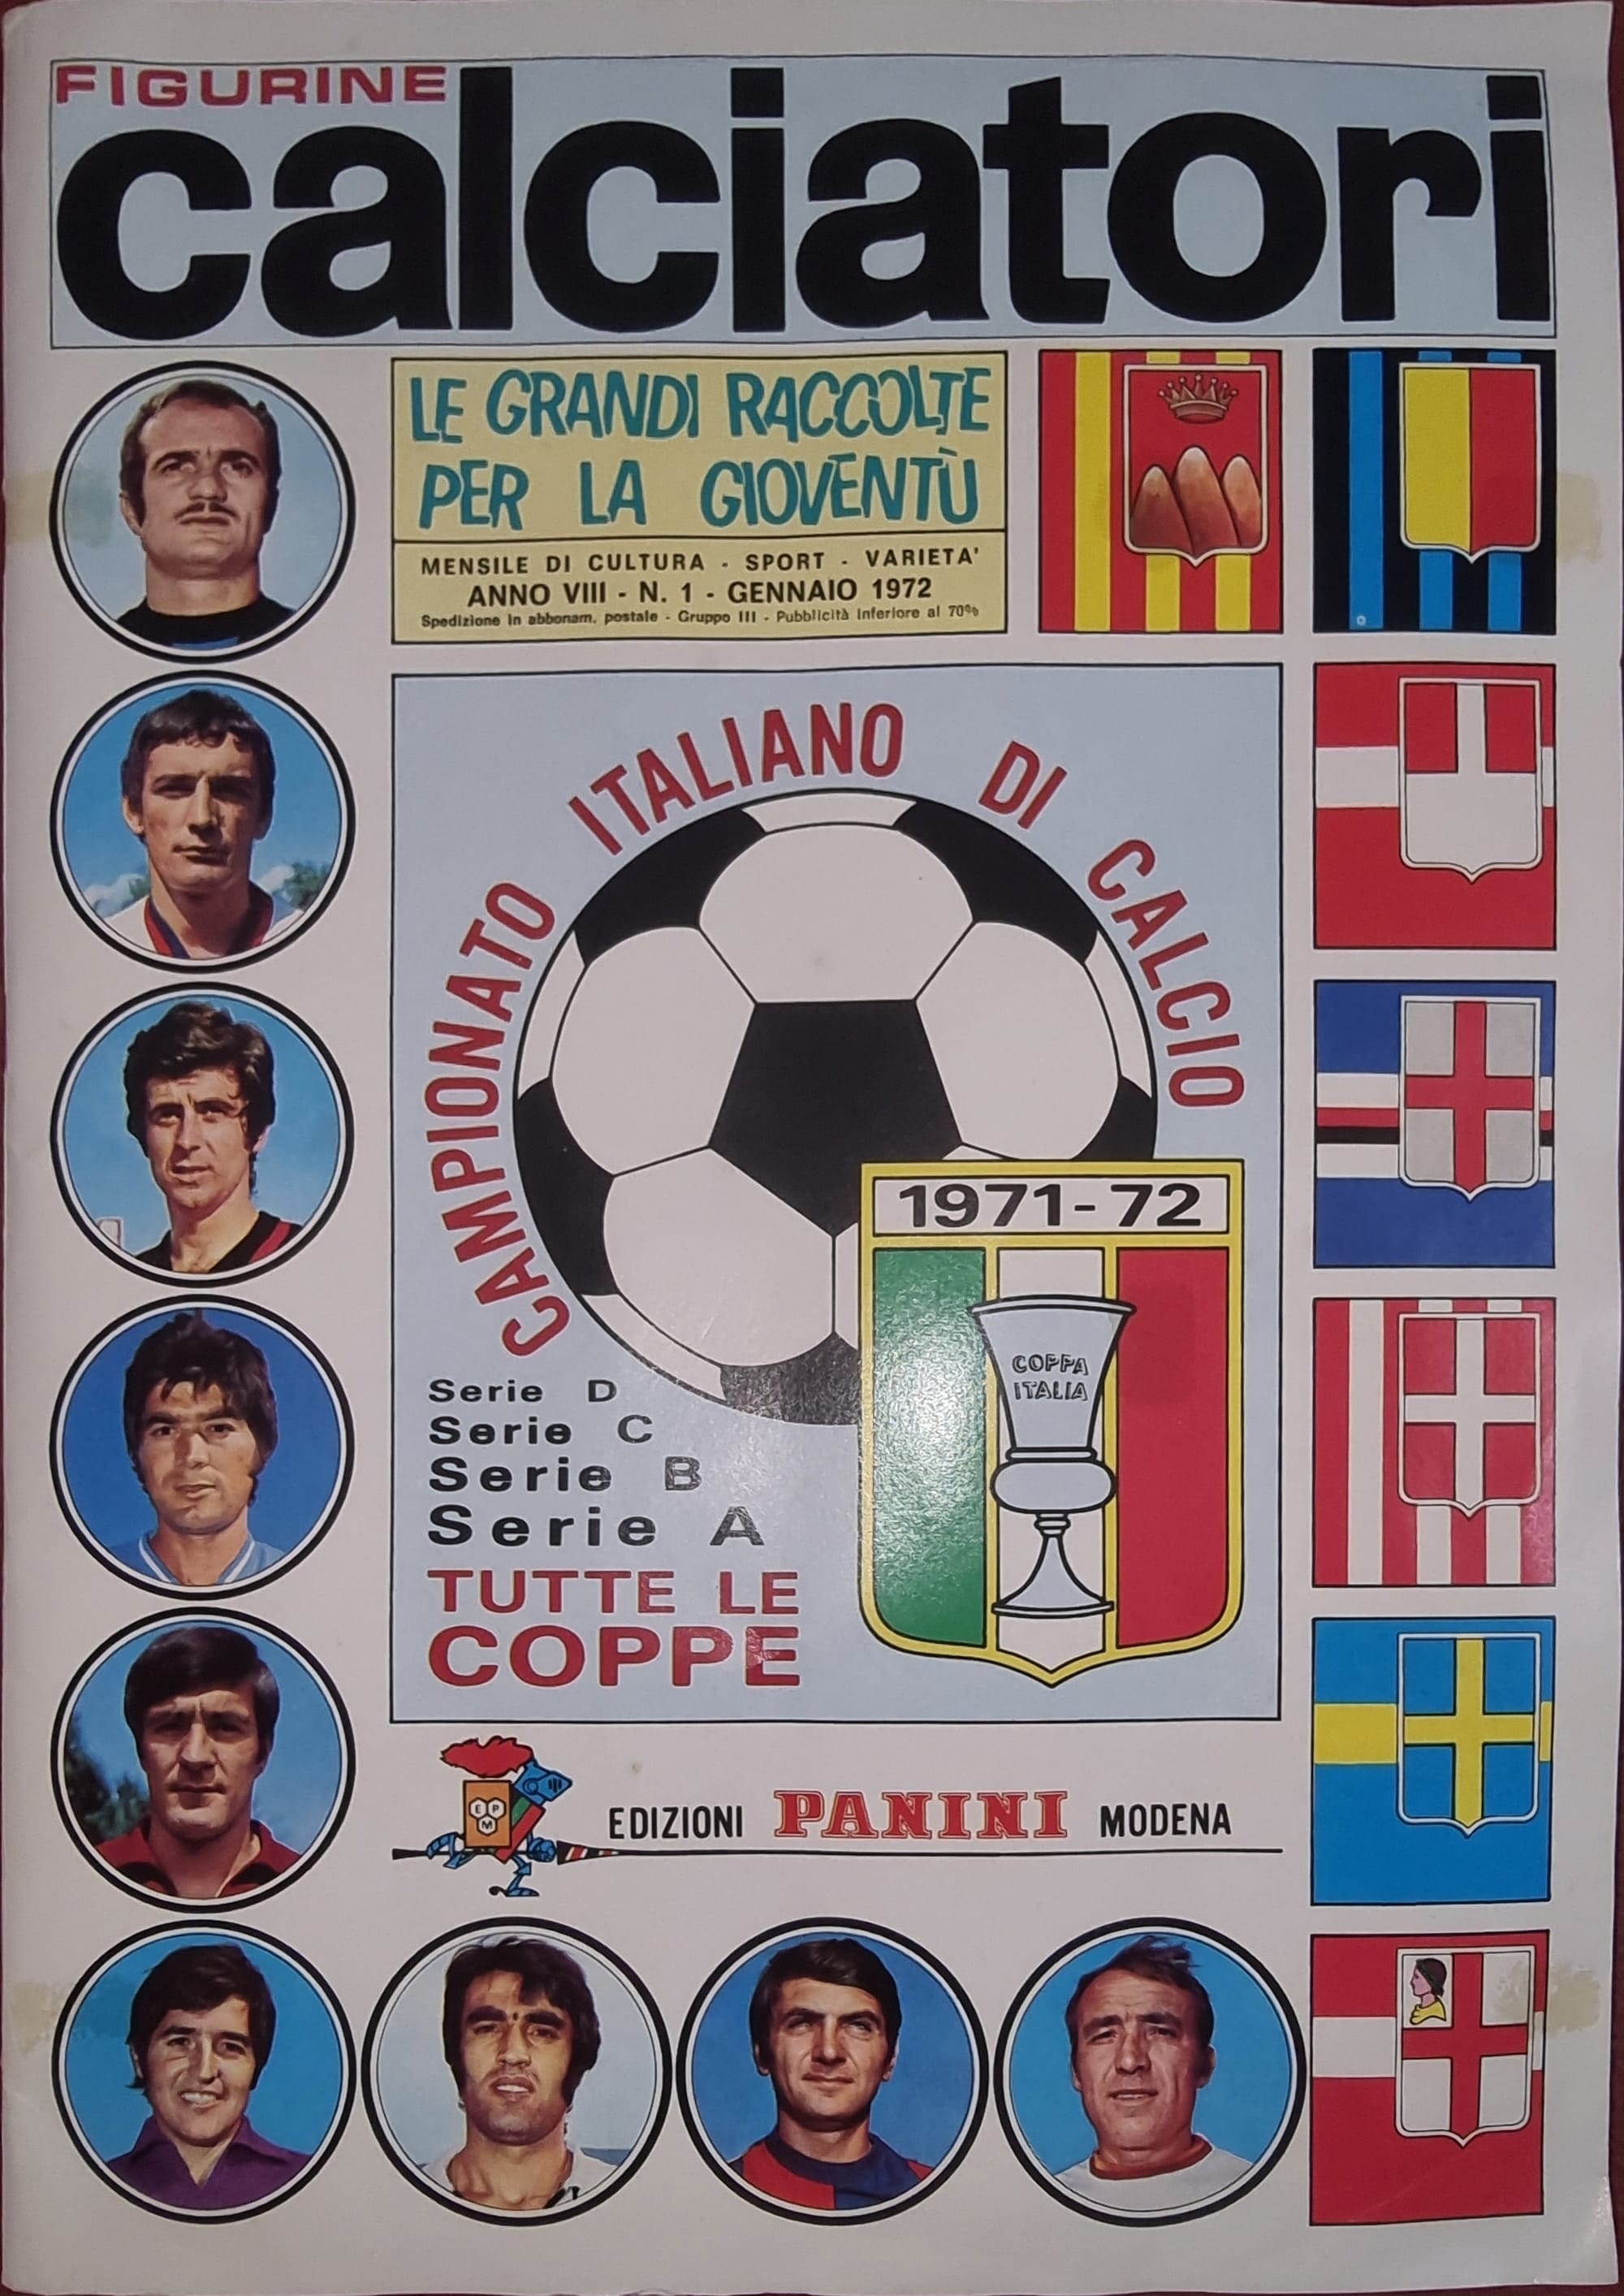 FIGURINE
calciatori
LE GRANDI RACCOLTE
PER LA GIOVENTÙ
MENSILE DI CULTURA - SPORT - VARIETA'
ANNO VIII - N. 1 - GENNAIO 1972
Spedizione in abbonam. postale - Gruppo III - Pubblicità inferiore al 70%
CAMPIONATO ITALIANO DI CALCIO
1971-72
COPPA
ITALIA
Serie D
Serie C
Serie B
Serie A
TUTTE LE
COPPE
E P
M
EDIZIONI PANINI MODENA